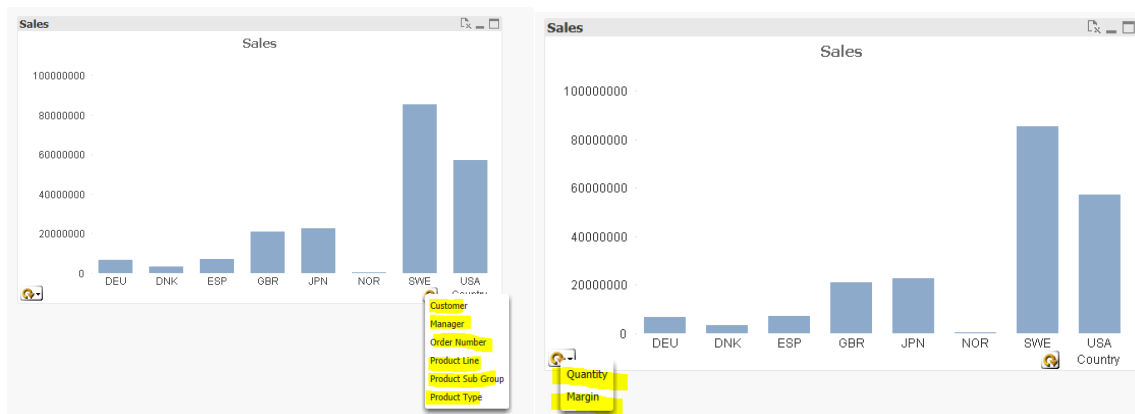 Sales
Sales
100000000
80000000
60000000
40000000
20000000
0
DEU DNK ESP GBR JPN NOR SWE USA
Country
Customer
Manager
Order Number
Product Line
Product Sub Group
Product Type
Sales
Sales
100000000
80000000
60000000
40000000
20000000
0
DEU DNK ESP GBR JPN NOR SWE USA
Country
Quantity
Margin